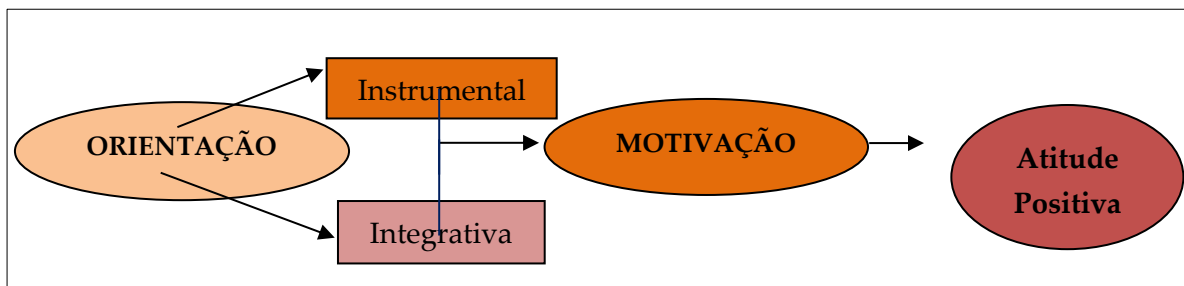 Instrumental
ORIENTAÇÃO
MOTIVAÇÃO
Atitude
Positiva
Integrativa